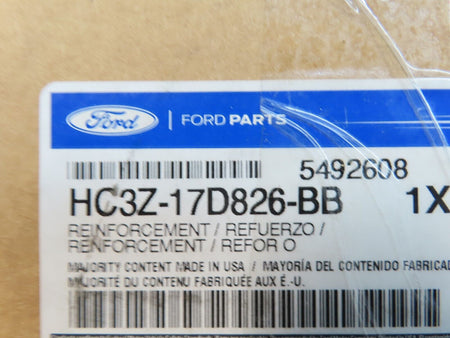 Ford | FORD PARTS
5492608
HC3Z-17D826-BB 1X
REINFORCEMENT / REFUERZO /
RENFORCEMENT / REFOR O
MAJORITY CONTENT MADE IN USA / MAYORÍA DEL CONTENIDO FABRICAD
MAJORITÉ DU CONTENU FABRIQUÉE AUX É.-U.